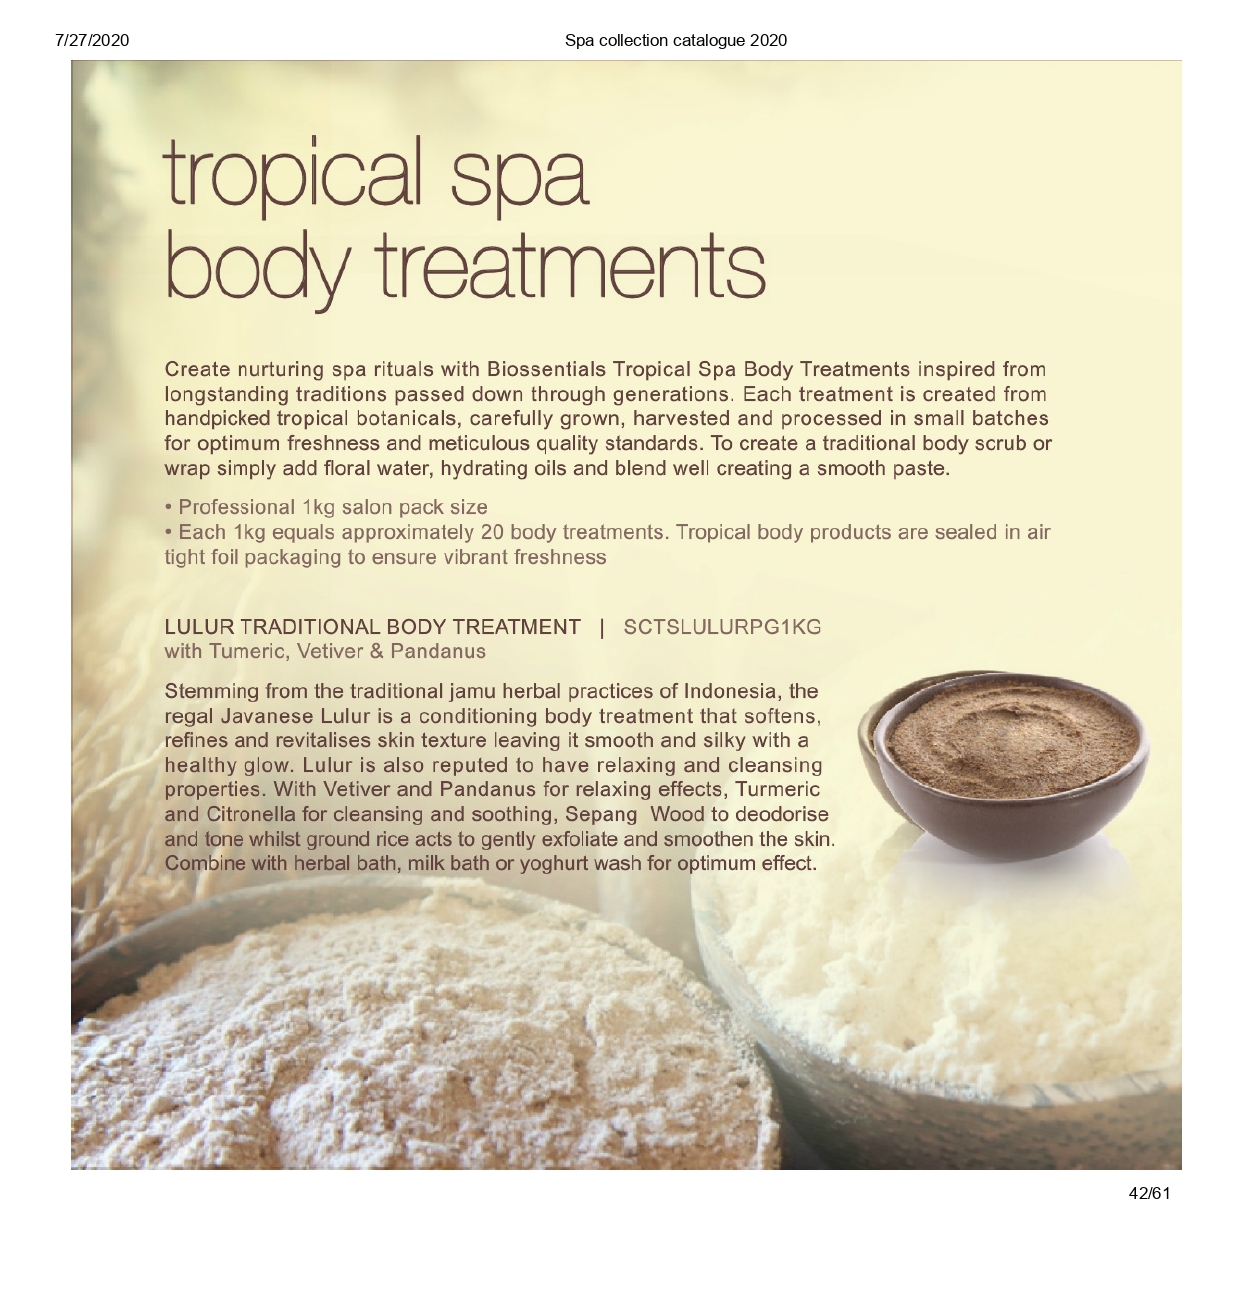 7/27/2020
Spa collection catalogue 2020
tropical spa
body treatments
Create nurturing spa rituals with Biossentials Tropical Spa Body Treatments inspired from
longstanding traditions passed down through generations. Each treatment is created from
handpicked tropical botanicals, carefully grown, harvested and processed in small batches
for optimum freshness and meticulous quality standards. To create a traditional body scrub or
wrap simply add floral water, hydrating oils and blend well creating a smooth paste.
• Professional 1kg salon pack size
• Each 1kg equals approximately 20 body treatments. Tropical body products are sealed in air
tight foil packaging to ensure vibrant freshness
LULUR TRADITIONAL BODY TREATMENT | SCTSLULURPG1KG
with Tumeric, Vetiver & Pandanus
Stemming from the traditional jamu herbal practices of Indonesia, the
regal Javanese Lulur is a conditioning body treatment that softens,
refines and revitalises skin texture leaving it smooth and silky with a
healthy glow. Lulur is also reputed to have relaxing and cleansing
properties. With Vetiver and Pandanus for relaxing effects, Turmeric
and Citronella for cleansing and soothing, Sepang Wood to deodorise
and tone whilst ground rice acts to gently exfoliate and smoothen the skin.
Combine with herbal bath, milk bath or yoghurt wash for optimum effect.
42/61